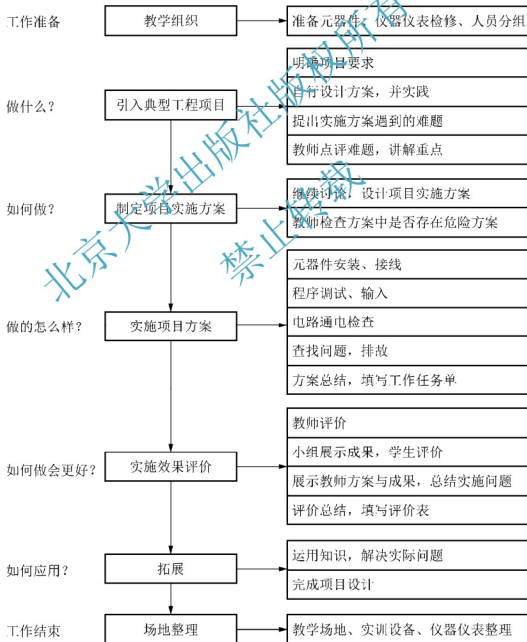 工作准备
教学组织
准备元器件、仪器仪表检修、人员分组
做什么?
引入典型工程项目
明确项目要求
自行设计方案，并实践
提出实施方案遇到的难题
教师点评难题，讲解重点
如何做?
制定项目实施方案
继续讨论，设计项目实施方案
教师检查方案中是否存在危险方案
做的怎么样?
实施项目方案
元器件安装、接线
程序调试、输入
电路通电检查
查找问题，排故
方案总结，填写工作任务单
如何做会更好?
实施效果评价
教师评价
小组展示成果，学生评价
展示教师方案与成果，总结实施问题
评价总结，填写评价表
如何应用?
拓展
运用知识，解决实际问题
完成项目设计
工作结束
场地整理
教学场地、实训设备、仪器仪表整理
北京大学出版社版权所有
禁止转载